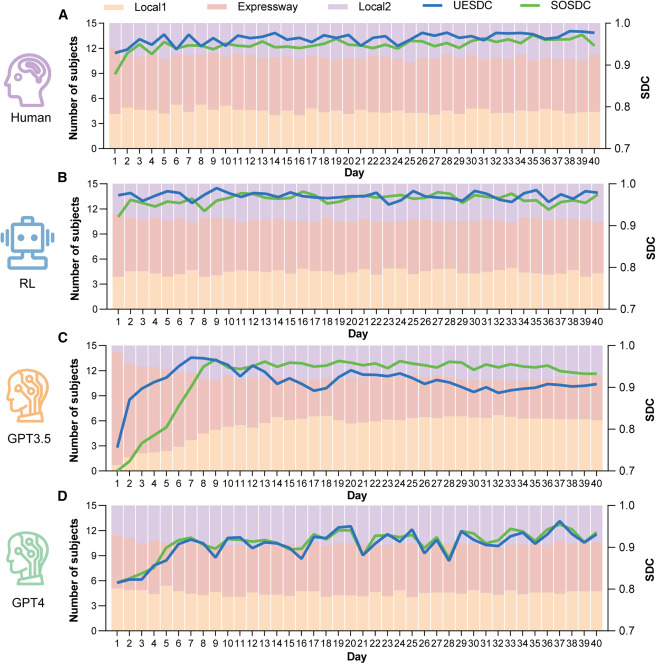 Local1 Expressway Local2 UESDC SOSDC
A
Number of subjects
15
12
9
6
3
0
1.0
0.9
0.8
0.7
SDC
1 2 3 4 5 6 7 8 9 10 11 12 13 14 15 16 17 18 19 20 21 22 23 24 25 26 27 28 29 30 31 32 33 34 35 36 37 38 39 40
Day
Human
B
Number of subjects
15
12
9
6
3
0
1.0
0.9
0.8
0.7
SDC
1 2 3 4 5 6 7 8 9 10 11 12 13 14 15 16 17 18 19 20 21 22 23 24 25 26 27 28 29 30 31 32 33 34 35 36 37 38 39 40
Day
RL
C
Number of subjects
15
12
9
6
3
0
1.0
0.9
0.8
0.7
SDC
1 2 3 4 5 6 7 8 9 10 11 12 13 14 15 16 17 18 19 20 21 22 23 24 25 26 27 28 29 30 31 32 33 34 35 36 37 38 39 40
Day
GPT3.5
D
Number of subjects
15
12
9
6
3
0
1.0
0.9
0.8
0.7
SDC
1 2 3 4 5 6 7 8 9 10 11 12 13 14 15 16 17 18 19 20 21 22 23 24 25 26 27 28 29 30 31 32 33 34 35 36 37 38 39 40
Day
GPT4